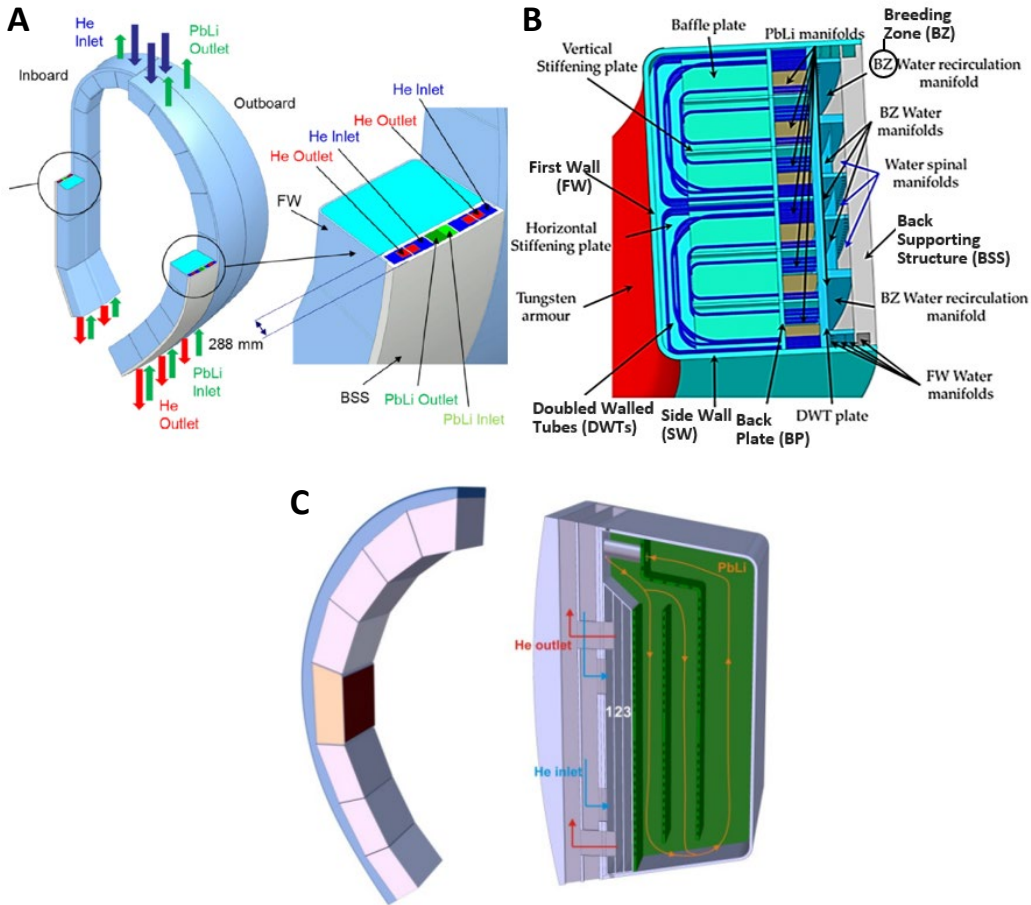 A
He
Inlet
PbLi
Outlet
Inboard
Outboard
He Inlet
He Outlet
He Inlet
He Outlet
FW
288 mm
PbLi
Inlet
He
Outlet
BSS
PbLi Outlet
PbLi Inlet
B
Baffle plate
PbLi manifolds
Breeding
Zone (BZ)
Vertical
Stiffening plate
BZ Water recirculation
manifold
BZ Water
manifolds
Water spinal
manifolds
First Wall
(FW)
Horizontal
Stiffening plate
Back
Supporting
Structure (BSS)
Tungsten
armour
BZ Water recirculation
manifold
FW Water
manifolds
Doubled Walled
Tubes (DWTs)
Side Wall
(SW)
Back
Plate (BP)
DWT plate
C
PbLi
He outlet
123
He inlet